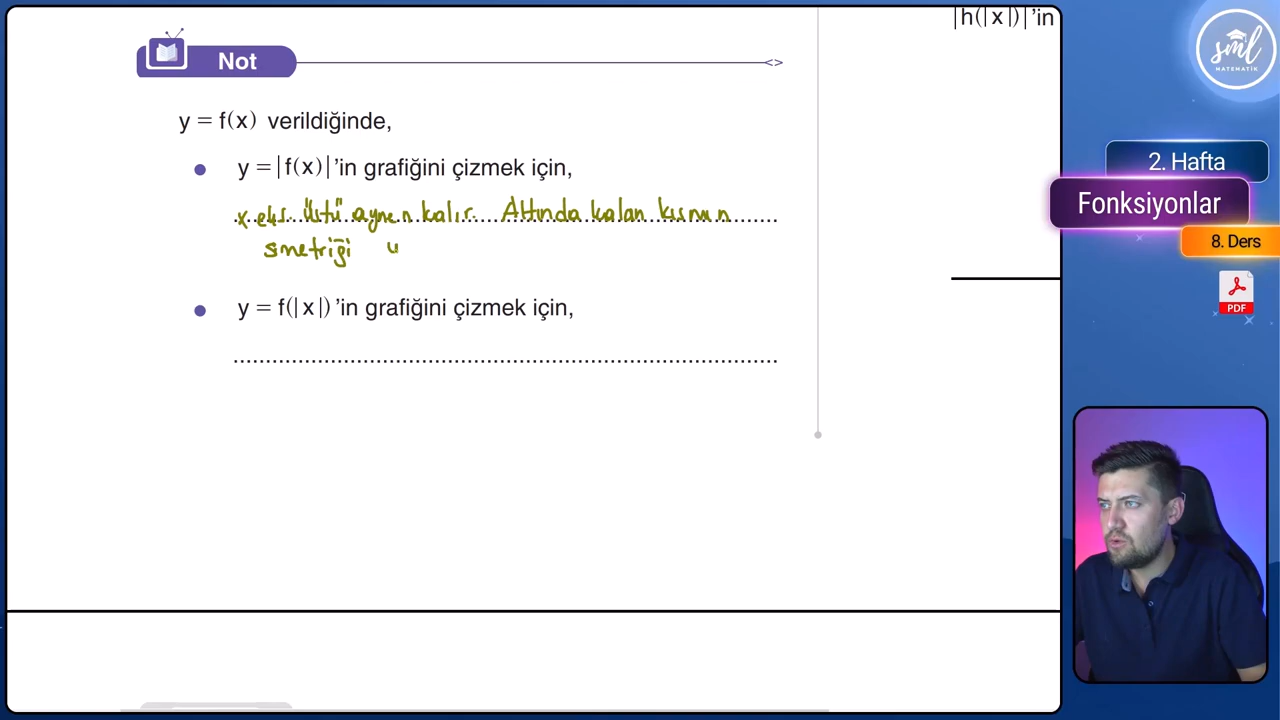 |h(|x|)|'in
sml
MATEMATİK
Not
<>
y = f(x) verildiğinde,
• y = |f(x)|'in grafiğini çizmek için,
x eks. "üstü" aynen kalır. Altında kalan kısmın
simetriği
• y = f(|x|)'in grafiğini çizmek için,
2. Hafta
Fonksiyonlar
8. Ders
PDF